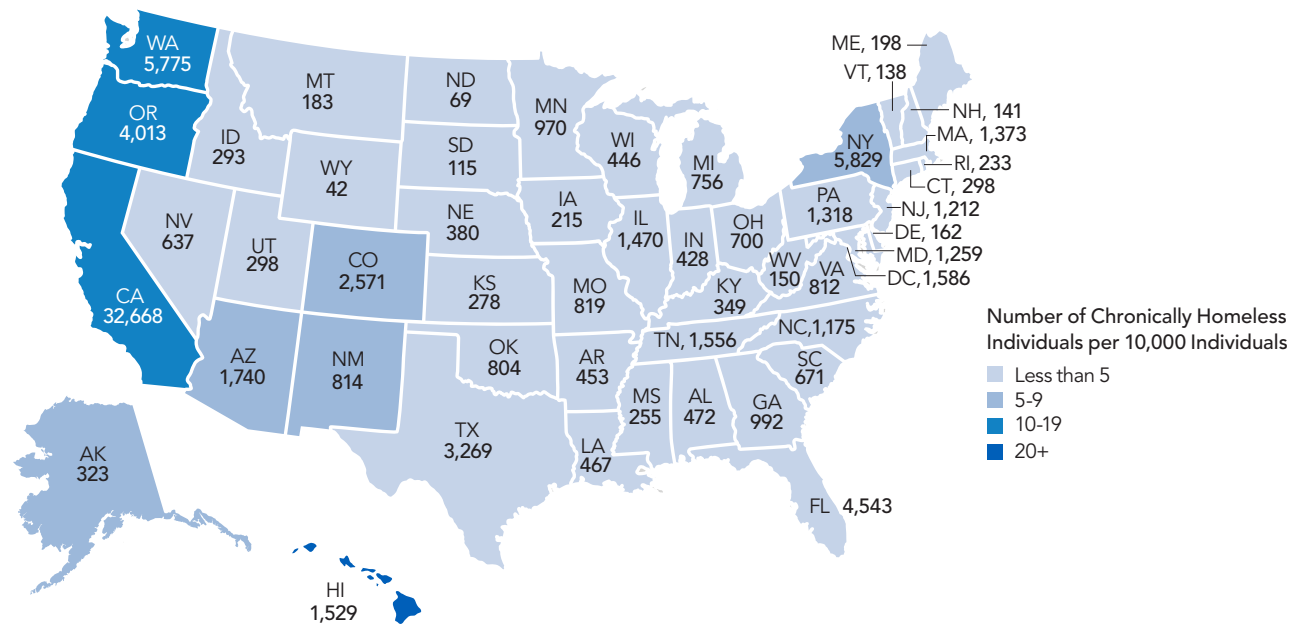 WA
5,775
OR
4,013
CA
32,668
ID
293
NV
637
MT
183
WY
42
UT
298
CO
2,571
AZ
1,740
NM
814
ND
69
SD
115
NE
380
KS
278
OK
804
TX
3,269
MN
970
IA
215
MO
819
AR
453
LA
467
WI
446
IL
1,470
MI
756
IN
428
OH
700
KY
349
TN, 1,556
MS
255
AL
472
GA
992
FL 4,543
SC
671
NC,1,175
WV
150
VA
812
PA
1,318
NY
5,829
ME, 198
VT, 138
NH, 141
MA, 1,373
RI, 233
CT, 298
NJ, 1,212
DE, 162
MD, 1,259
DC, 1,586
AK
323
HI
1,529
Number of Chronically Homeless
Individuals per 10,000 Individuals
Less than 5
5-9
10-19
20+